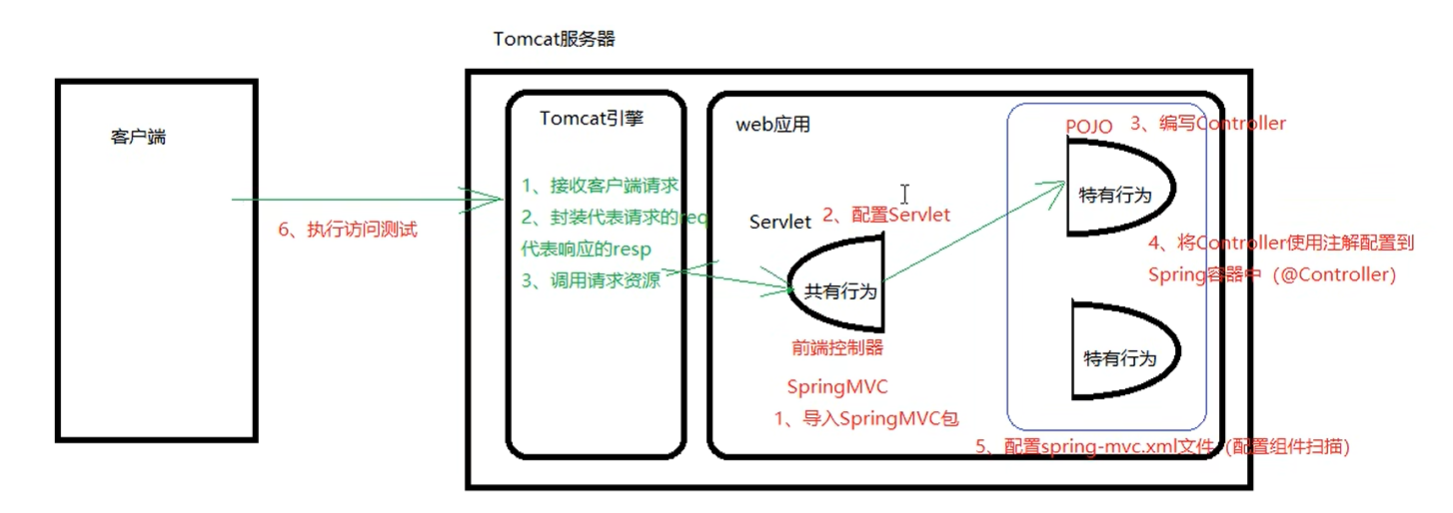 Tomcat服务器
客户端
6、执行访问测试
Tomcat引擎
1、接收客户端请求
2、封装代表请求的req
代表响应的resp
3、调用请求资源
web应用
Servlet
2、配置Servlet
共有行为
前端控制器
SpringMVC
1、导入SpringMVC包
POJO
3、编写Controller
特有行为
4、将Controller使用注解配置到
Spring容器中（@Controller）
特有行为
5、配置spring-mvc.xml文件（配置组件扫描）